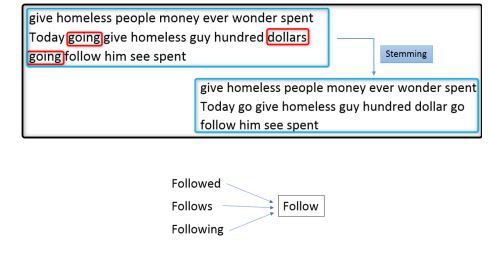 give homeless people money ever wonder spent
Today going give homeless guy hundred dollars
going follow him see spent
Stemming
give homeless people money ever wonder spent
Today go give homeless guy hundred dollar go
follow him see spent
Followed
Follows
Following
Follow